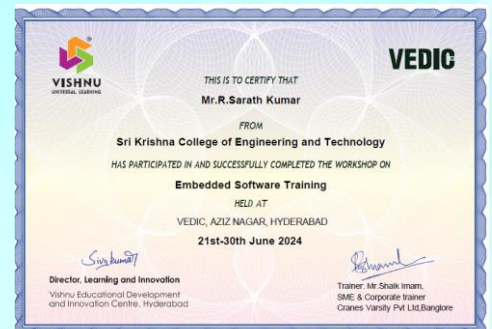 VISHNU
UNIVERSAL LEARNING
VEDIC
THIS IS TO CERTIFY THAT
Mr.R.Sarath Kumar
FROM
Sri Krishna College of Engineering and Technology
HAS PARTICIPATED IN AND SUCCESSFULLY COMPLETED THE WORKSHOP ON
Embedded Software Training
HELD AT
VEDIC, AZIZ NAGAR, HYDERABAD
21st-30th June 2024
Director, Learning and Innovation
Vishnu Educational Development
and Innovation Centre, Hyderabad
Trainer: Mr.Shaik Imam,
SME & Corporate trainer
Cranes Varsity Pvt Ltd,Banglore